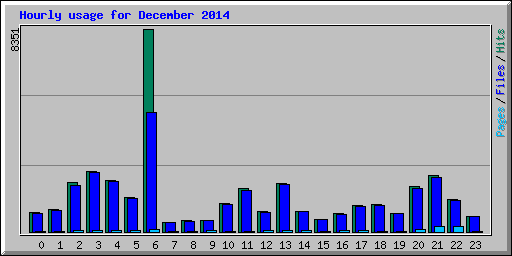 Hourly usage for December 2014
8351
Pages / Files / Hits
0 1 2 3 4 5 6 7 8 9 10 11 12 13 14 15 16 17 18 19 20 21 22 23